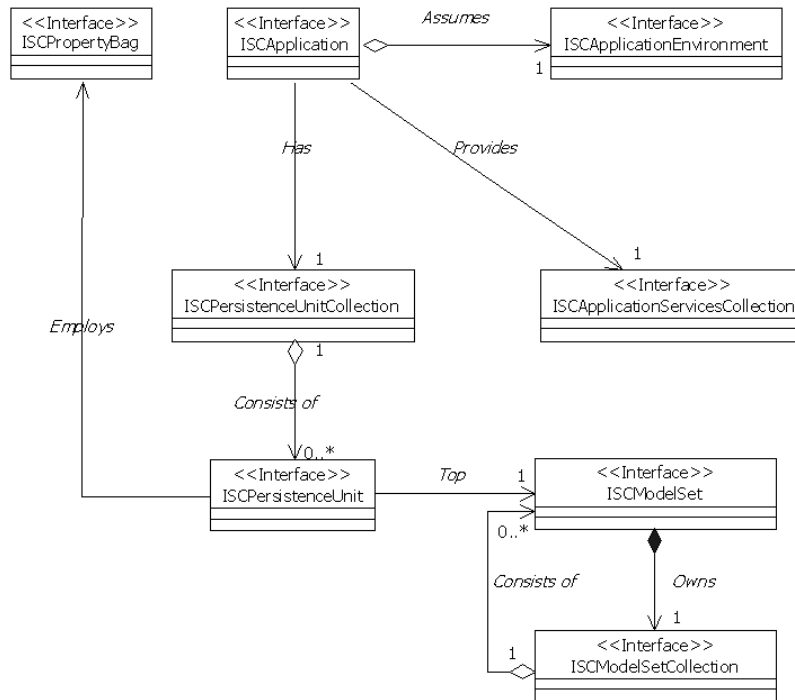 <<Interface>>
ISCPropertyBag
<<Interface>>
ISCApplication
Assumes
1
<<Interface>>
ISCApplicationEnvironment
Has
Provides
1
1
<<Interface>>
ISCPersistenceUnitCollection
<<Interface>>
ISCApplicationServicesCollection
Employs
1
Consists of
0..*
<<Interface>>
ISCPersistenceUnit
Top
1
<<Interface>>
ISCModelSet
0..*
Consists of
Owns
1
1
<<Interface>>
ISCModelSetCollection